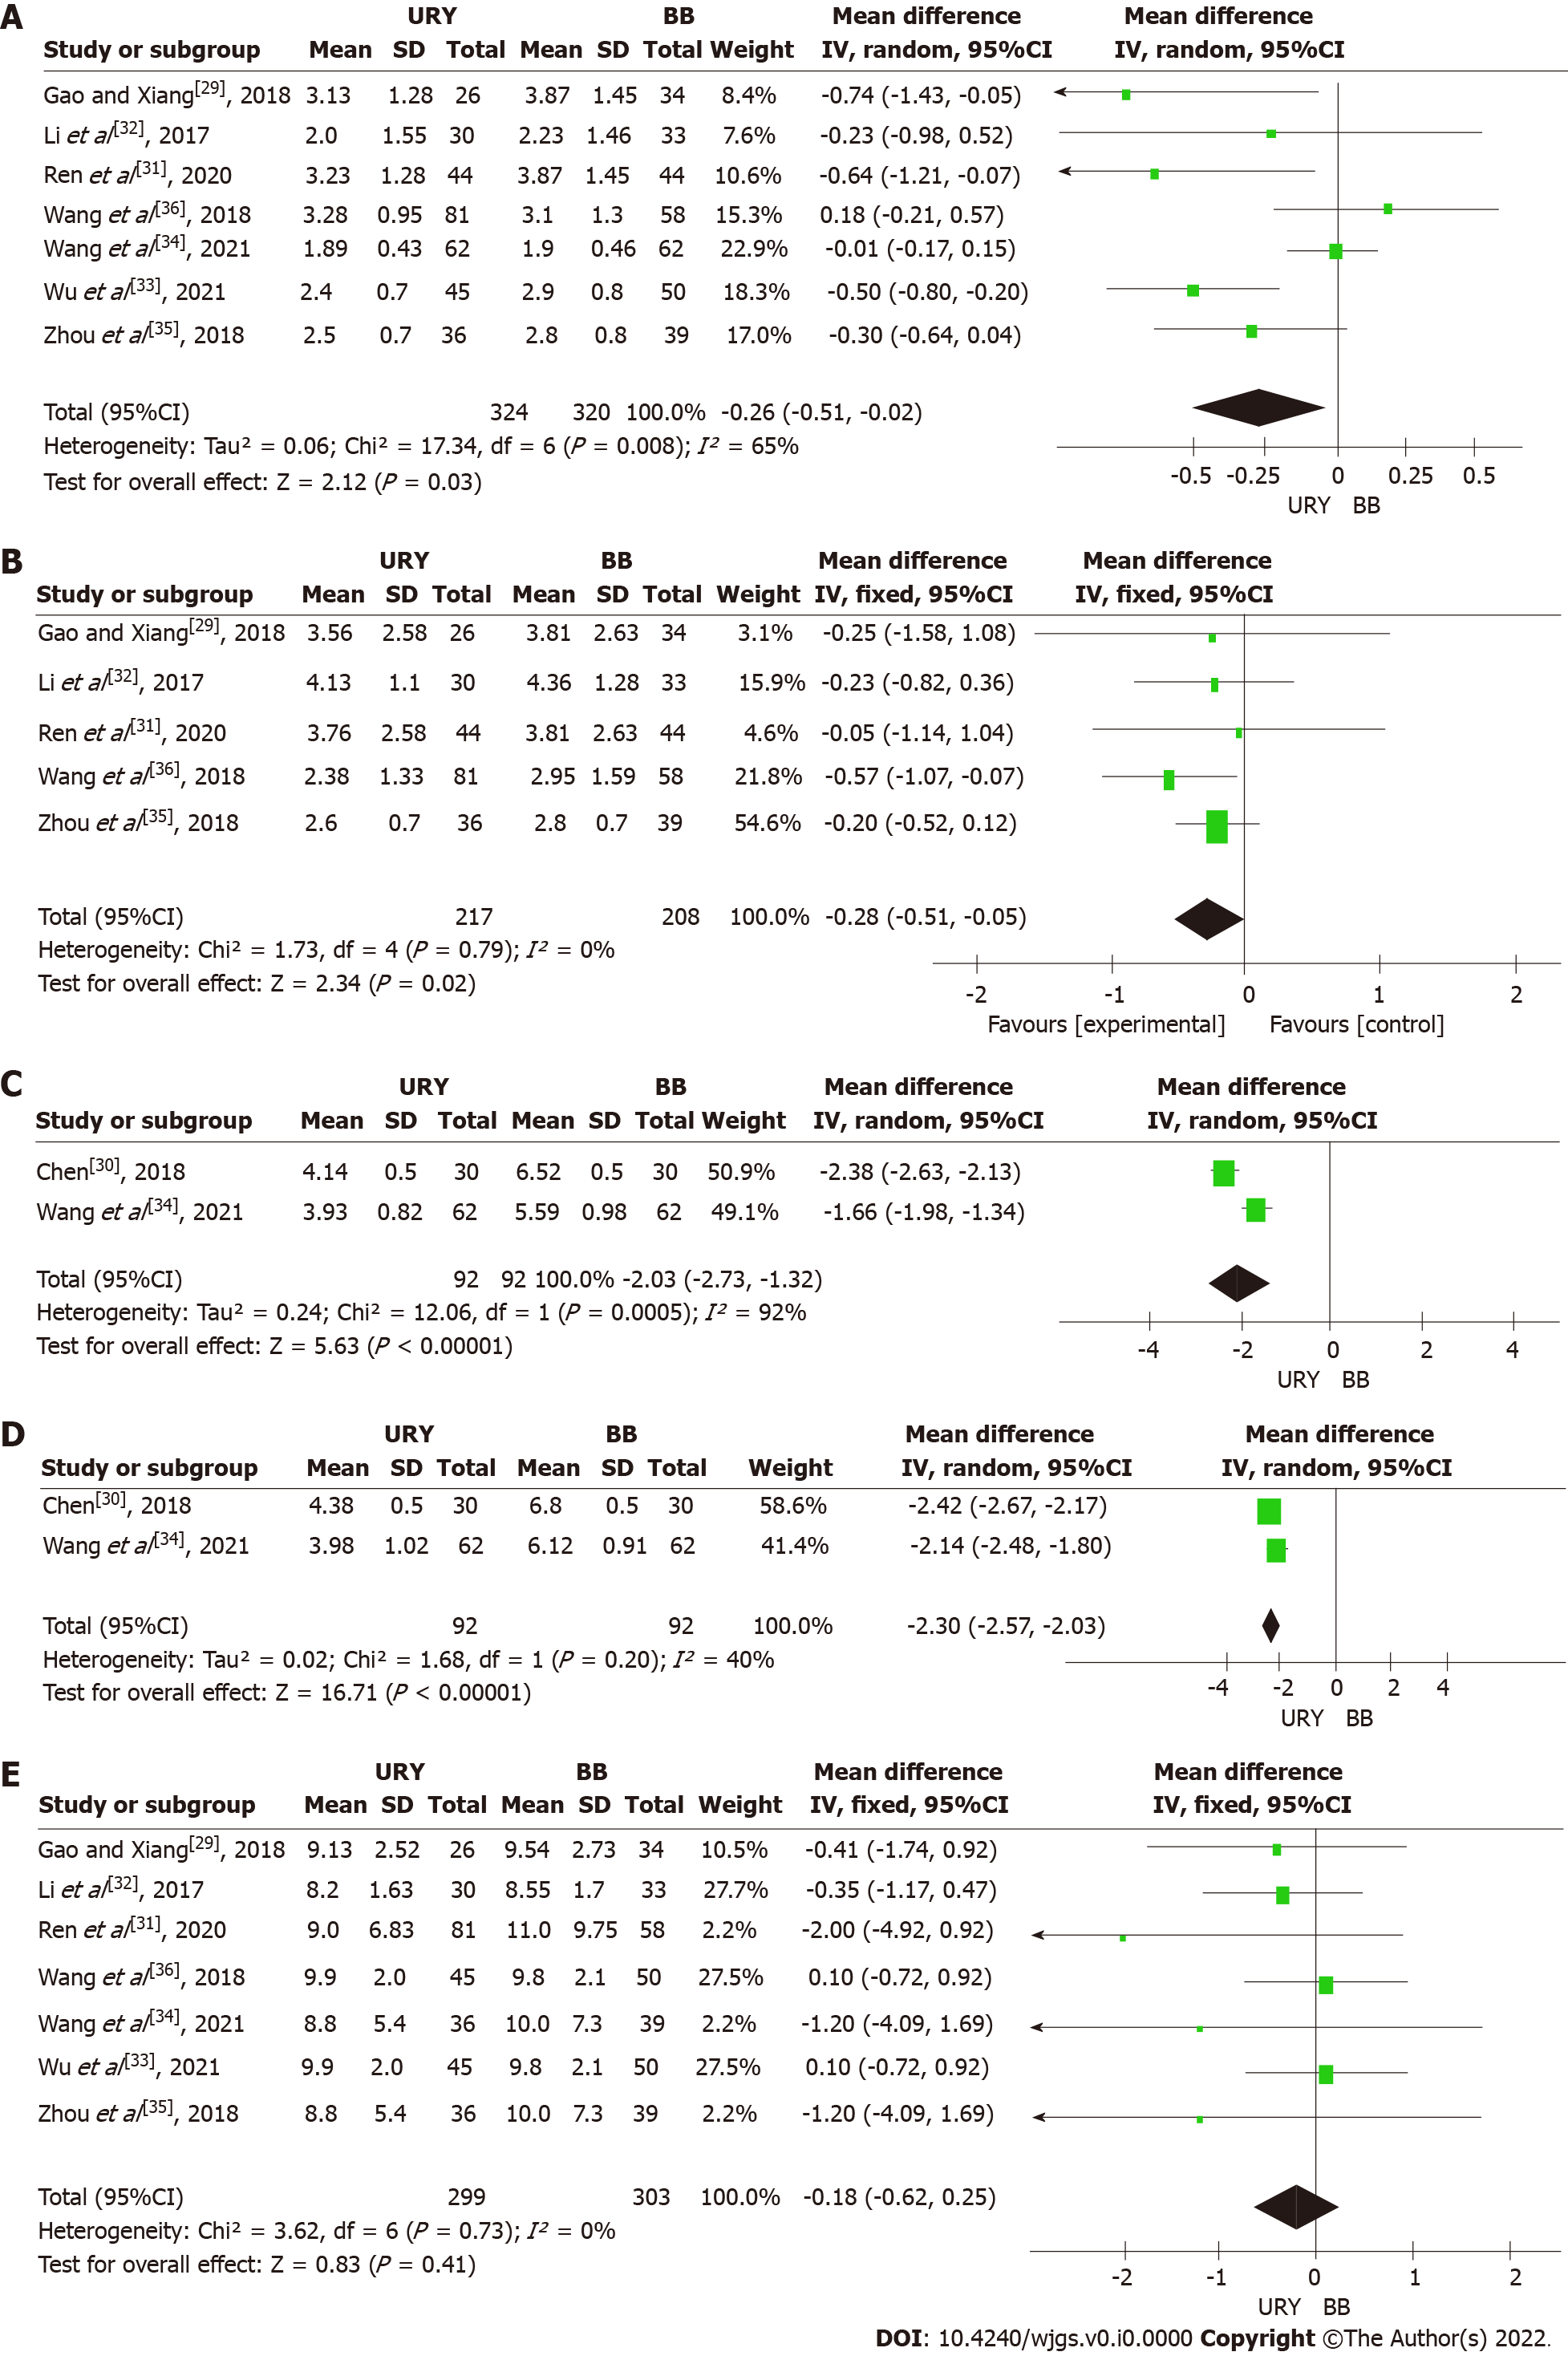 A
URY BB Mean difference Mean difference
Study or subgroup Mean SD Total Mean SD Total Weight IV, random, 95%CI IV, random, 95%CI
Gao and Xiang[29], 2018 3.13 1.28 26 3.87 1.45 34 8.4% -0.74 (-1.43, -0.05)
Li et al[32], 2017 2.0 1.55 30 2.23 1.46 33 7.6% -0.23 (-0.98, 0.52)
Ren et al[31], 2020 3.23 1.28 44 3.87 1.45 44 10.6% -0.64 (-1.21, -0.07)
Wang et al[36], 2018 3.28 0.95 81 3.1 1.3 58 15.3% 0.18 (-0.21, 0.57)
Wang et al[34], 2021 1.89 0.43 62 1.9 0.46 62 22.9% -0.01 (-0.17, 0.15)
Wu et al[33], 2021 2.4 0.7 45 2.9 0.8 50 18.3% -0.50 (-0.80, -0.20)
Zhou et al[35], 2018 2.5 0.7 36 2.8 0.8 39 17.0% -0.30 (-0.64, 0.04)
Total (95%CI) 324 320 100.0% -0.26 (-0.51, -0.02)
Heterogeneity: Tau² = 0.06; Chi² = 17.34, df = 6 (P = 0.008); I² = 65%
Test for overall effect: Z = 2.12 (P = 0.03)
-0.5 -0.25 0 0.25 0.5
URY BB
B
URY BB Mean difference Mean difference
Study or subgroup Mean SD Total Mean SD Total Weight IV, fixed, 95%CI IV, fixed, 95%CI
Gao and Xiang[29], 2018 3.56 2.58 26 3.81 2.63 34 3.1% -0.25 (-1.58, 1.08)
Li et al[32], 2017 4.13 1.1 30 4.36 1.28 33 15.9% -0.23 (-0.82, 0.36)
Ren et al[31], 2020 3.76 2.58 44 3.81 2.63 44 4.6% -0.05 (-1.14, 1.04)
Wang et al[36], 2018 2.38 1.33 81 2.95 1.59 58 21.8% -0.57 (-1.07, -0.07)
Zhou et al[35], 2018 2.6 0.7 36 2.8 0.7 39 54.6% -0.20 (-0.52, 0.12)
Total (95%CI) 217 208 100.0% -0.28 (-0.51, -0.05)
Heterogeneity: Chi² = 1.73, df = 4 (P = 0.79); I² = 0%
Test for overall effect: Z = 2.34 (P = 0.02)
-2 -1 0 1 2
Favours [experimental] Favours [control]
C
URY BB Mean difference Mean difference
Study or subgroup Mean SD Total Mean SD Total Weight IV, random, 95%CI IV, random, 95%CI
Chen[30], 2018 4.14 0.5 30 6.52 0.5 30 50.9% -2.38 (-2.63, -2.13)
Wang et al[34], 2021 3.93 0.82 62 5.59 0.98 62 49.1% -1.66 (-1.98, -1.34)
Total (95%CI) 92 92 100.0% -2.03 (-2.73, -1.32)
Heterogeneity: Tau² = 0.24; Chi² = 12.06, df = 1 (P = 0.0005); I² = 92%
Test for overall effect: Z = 5.63 (P < 0.00001)
-4 -2 0 2 4
URY BB
D
URY BB Mean difference Mean difference
Study or subgroup Mean SD Total Mean SD Total Weight IV, random, 95%CI IV, random, 95%CI
Chen[30], 2018 4.38 0.5 30 6.8 0.5 30 58.6% -2.42 (-2.67, -2.17)
Wang et al[34], 2021 3.98 1.02 62 6.12 0.91 62 41.4% -2.14 (-2.48, -1.80)
Total (95%CI) 92 92 100.0% -2.30 (-2.57, -2.03)
Heterogeneity: Tau² = 0.02; Chi² = 1.68, df = 1 (P = 0.20); I² = 40%
Test for overall effect: Z = 16.71 (P < 0.00001)
-4 -2 0 2 4
URY BB
E
URY BB Mean difference Mean difference
Study or subgroup Mean SD Total Mean SD Total Weight IV, fixed, 95%CI IV, fixed, 95%CI
Gao and Xiang[29], 2018 9.13 2.52 26 9.54 2.73 34 10.5% -0.41 (-1.74, 0.92)
Li et al[32], 2017 8.2 1.63 30 8.55 1.7 33 27.7% -0.35 (-1.17, 0.47)
Ren et al[31], 2020 9.0 6.83 81 11.0 9.75 58 2.2% -2.00 (-4.92, 0.92)
Wang et al[36], 2018 9.9 2.0 45 9.8 2.1 50 27.5% 0.10 (-0.72, 0.92)
Wang et al[34], 2021 8.8 5.4 36 10.0 7.3 39 2.2% -1.20 (-4.09, 1.69)
Wu et al[33], 2021 9.9 2.0 45 9.8 2.1 50 27.5% 0.10 (-0.72, 0.92)
Zhou et al[35], 2018 8.8 5.4 36 10.0 7.3 39 2.2% -1.20 (-4.09, 1.69)
Total (95%CI) 299 303 100.0% -0.18 (-0.62, 0.25)
Heterogeneity: Chi² = 3.62, df = 6 (P = 0.73); I² = 0%
Test for overall effect: Z = 0.83 (P = 0.41)
-2 -1 0 1 2
URY BB
DOI: 10.4240/wjgs.v0.i0.0000 Copyright ©The Author(s) 2022.